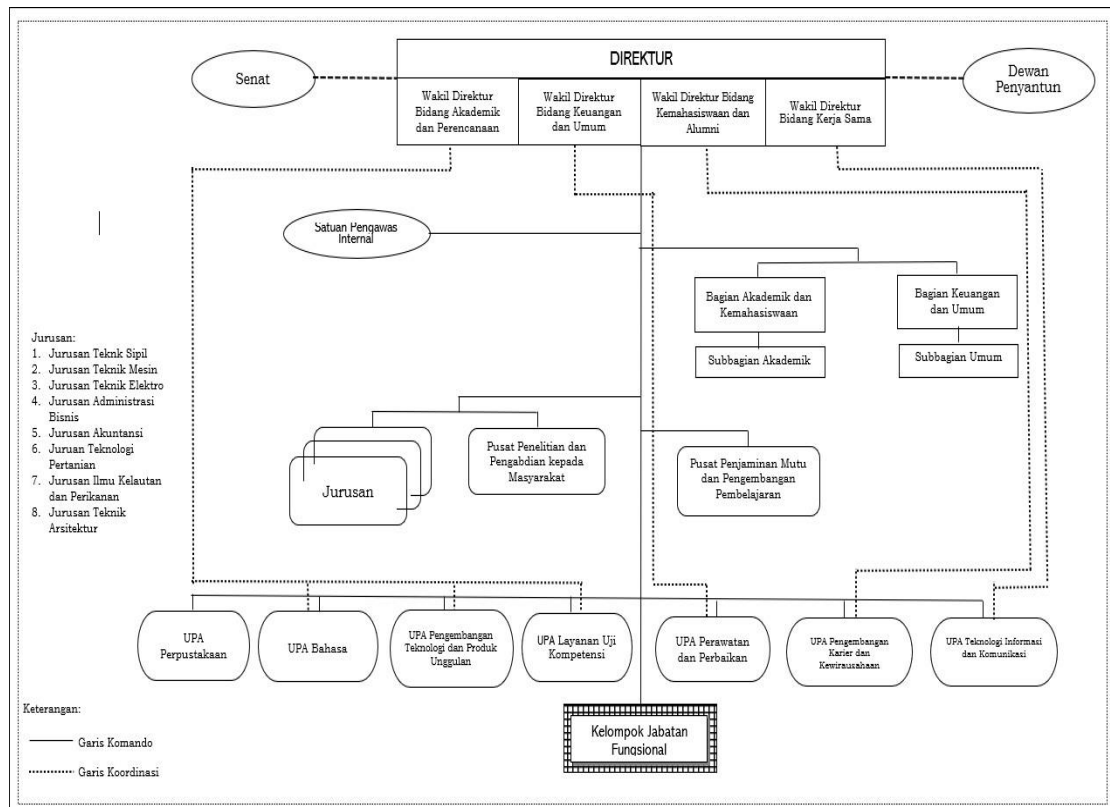 DIREKTUR
Senat
Dewan
Penyantun
Wakil Direktur
Bidang Akademik
dan Perencanaan
Wakil Direktur
Bidang Keuangan
dan Umum
Wakil Direktur Bidang
Kemahasiswaan dan
Alumni
Wakil Direktur
Bidang Kerja Sama
Satuan Pengawas
Internal
Bagian Akademik dan
Kemahasiswaan
Bagian Keuangan
dan Umum
Subbagian Akademik
Subbagian Umum
Jurusan:
1. Jurusan Teknk Sipil
2. Jurusan Teknik Mesin
3. Jurusan Teknik Elektro
4. Jurusan Administrasi
Bisnis
5. Jurusan Akuntansi
6. Juruan Teknologi
Pertanian
7. Jurusan Ilmu Kelautan
dan Perikanan
8. Jurusan Teknik
Arsitektur
Jurusan
Pusat Penelitian dan
Pengabdian kepada
Masyarakat
Pusat Penjaminan Mutu
dan Pengembangan
Pembelajaran
UPA
Perpustakaan
UPA Bahasa
UPA Pengembangan
Teknologi dan Produk
Unggulan
UPA Layanan Uji
Kompetensi
UPA Perawatan
dan Perbaikan
UPA Pengembangan
Karier dan
Kewirausahaan
UPA Teknologi Informasi
dan Komunikasi
Keterangan:
Garis Komando
Garis Koordinasi
Kelompok Jabatan
Fungsional